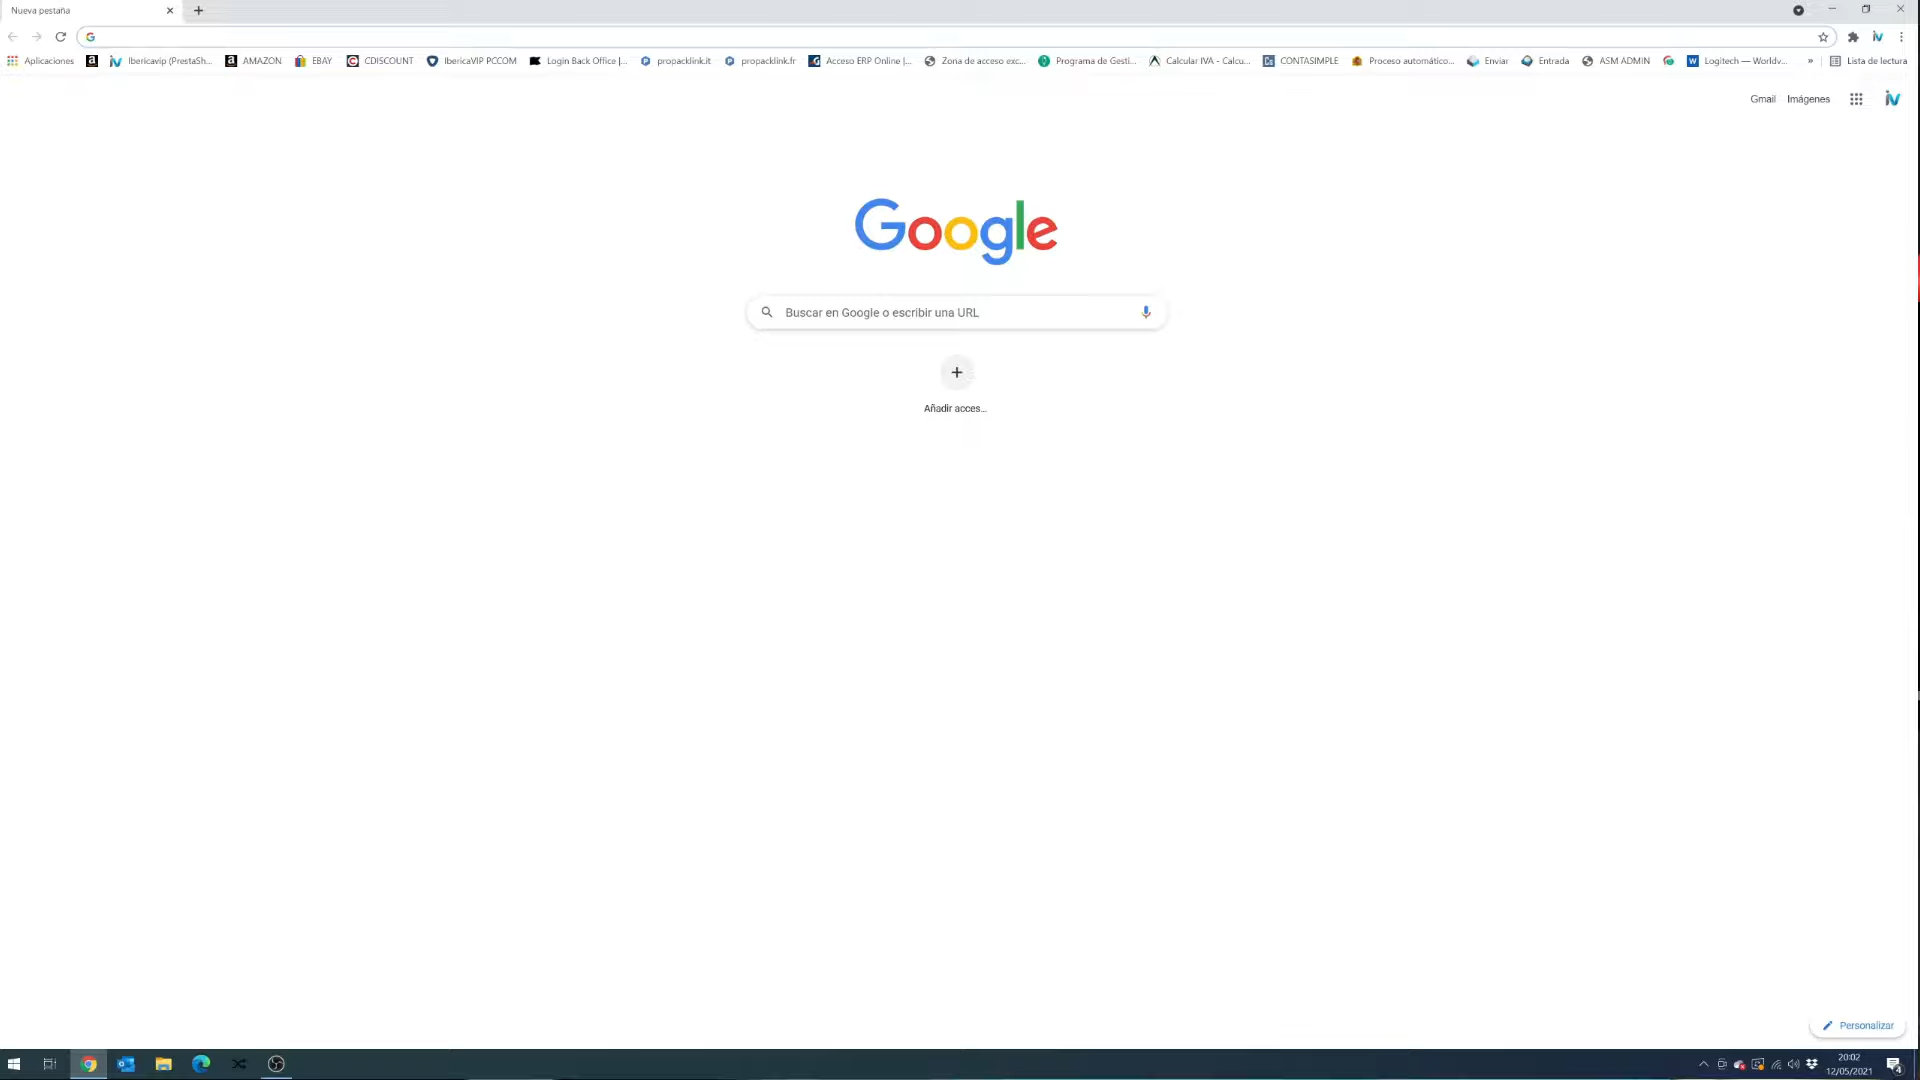 Nueva pestaña
Aplicaciones
Ibericavip (PrestaSh...
AMAZON
EBAY
CDISCOUNT
IbericaVIP PCCOM
Login Back Office |...
propacklink.it
propacklink.fr
Acceso ERP Online |...
Zona de acceso exc...
Programa de Gesti...
Calcular IVA - Calcu...
CONTASIMPLE
Proceso automático...
Enviar
Entrada
ASM ADMIN
Logitech — Worldv...
»
Lista de lectura
Gmail
Imágenes
Google
Buscar en Google o escribir una URL
Añadir acces...
Personalizar
20:02
12/05/2021
4